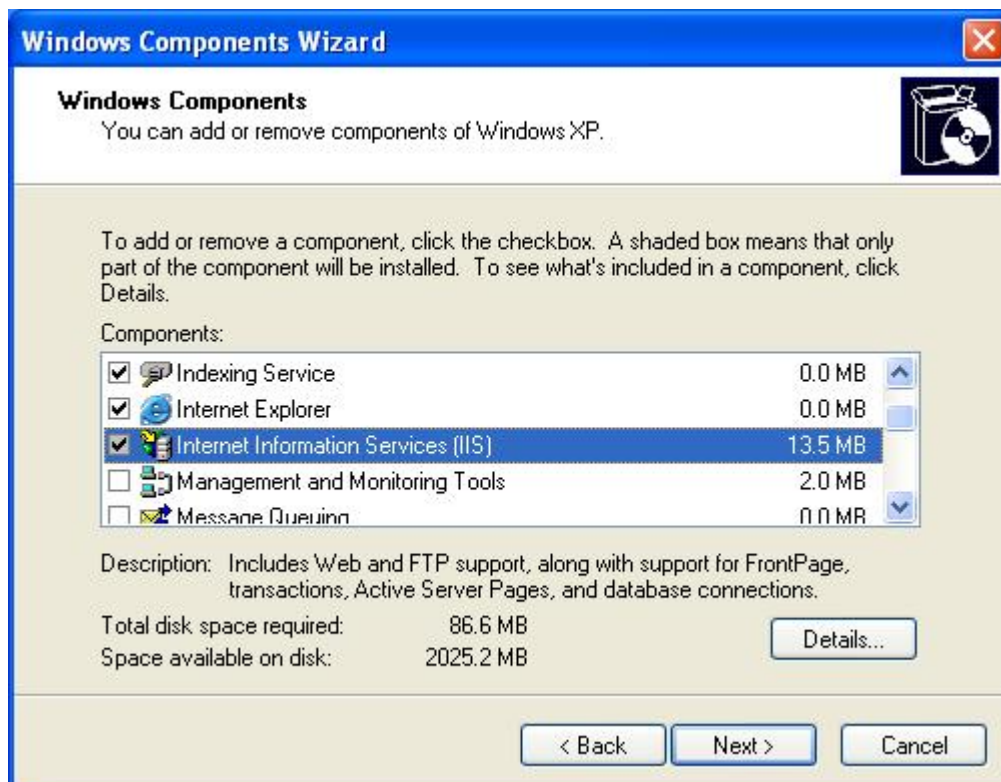 Windows Components Wizard
Windows Components
You can add or remove components of Windows XP.
To add or remove a component, click the checkbox. A shaded box means that only
part of the component will be installed. To see what's included in a component, click
Details.
Components:
Indexing Service 0.0 MB
Internet Explorer 0.0 MB
Internet Information Services (IIS) 13.5 MB
Management and Monitoring Tools 2.0 MB
Message Queuing 0.0 MB
Description: Includes Web and FTP support, along with support for FrontPage,
transactions, Active Server Pages, and database connections.
Total disk space required: 86.6 MB
Space available on disk: 2025.2 MB
Details...
< Back Next > Cancel